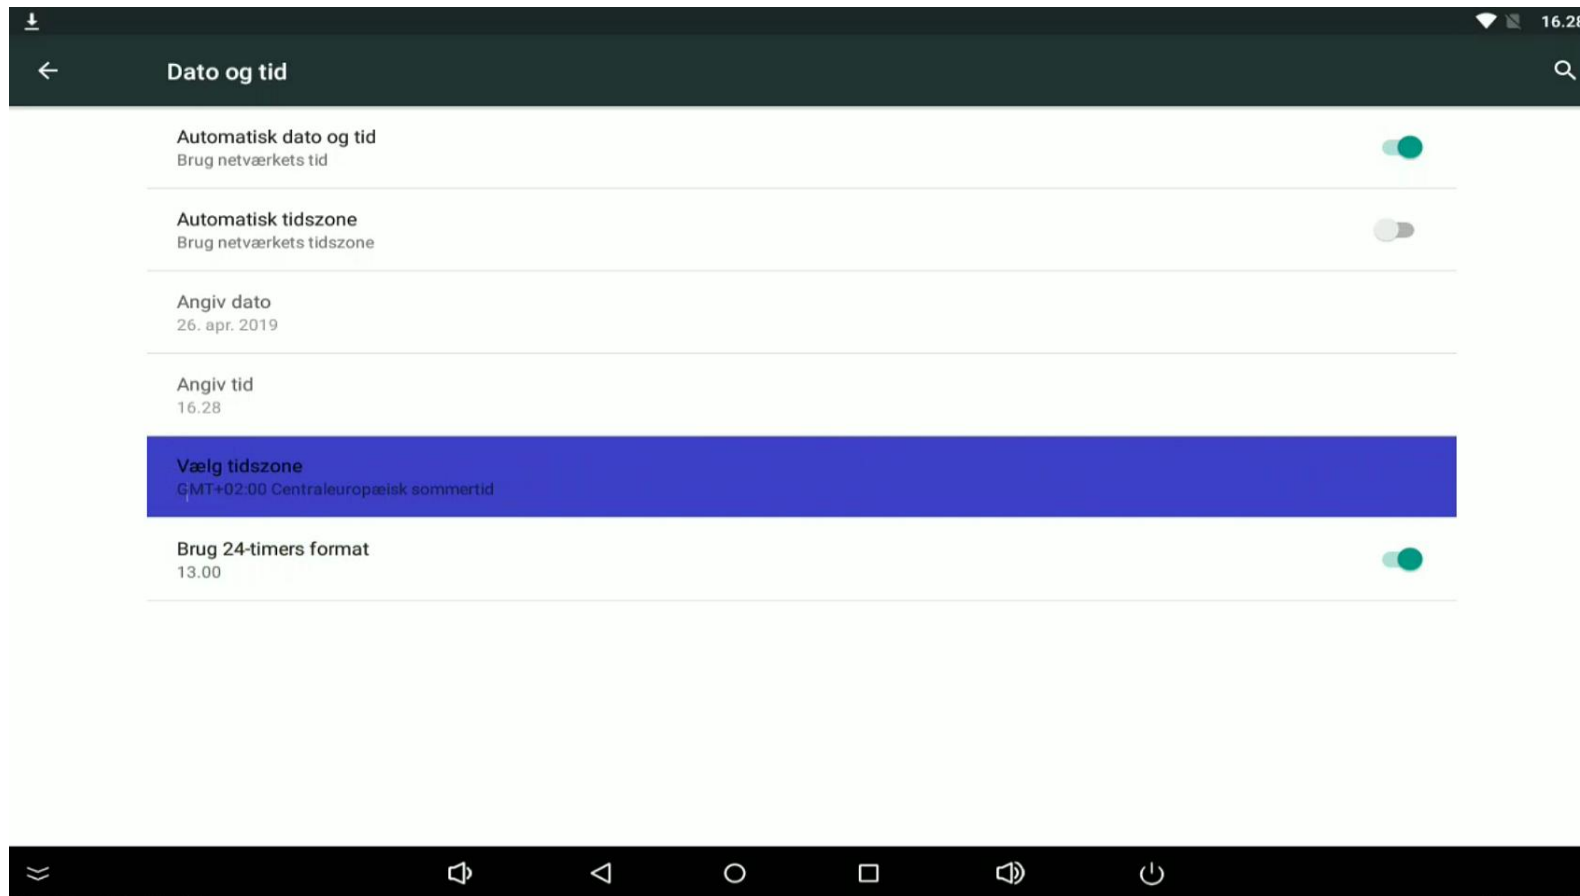 16.28
Dato og tid
Automatisk dato og tid
Brug netværkets tid
Automatisk tidszone
Brug netværkets tidszone
Angiv dato
26. apr. 2019
Angiv tid
16.28
Vælg tidszone
GMT+02:00 Centraleuropæisk sommertid
Brug 24-timers format
13.00